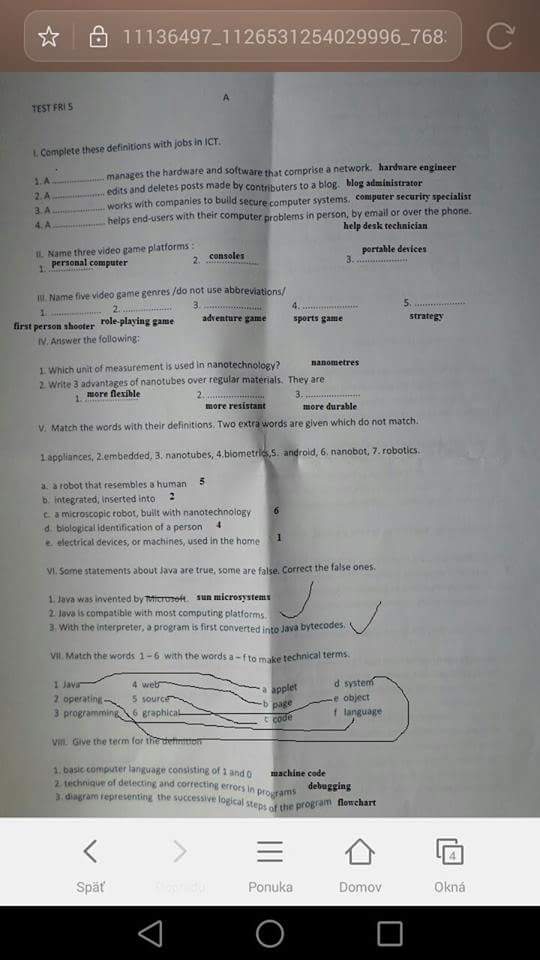 11136497_1126531254029996_768
TEST FRI 5
A
I. Complete these definitions with jobs in ICT.
1. A .................. manages the hardware and software that comprise a network. hardware engineer
2. A .................. edits and deletes posts made by contributors to a blog. blog administrator
3. A .................. works with companies to build secure computer systems. computer security specialist
4. A .................. helps end-users with their computer problems in person, by email or over the phone.
help desk technician
II. Name three video game platforms :
1. personal computer 2. consoles 3. portable devices
III. Name five video game genres /do not use abbreviations/
1. .................. 2. .................. 3. .................. 4. .................. 5. ..................
first person shooter role-playing game adventure game sports game strategy
IV. Answer the following:
1. Which unit of measurement is used in nanotechnology? nanometres
2. Write 3 advantages of nanotubes over regular materials. They are
1. more flexible 2. .................. 3. ..................
more resistant more durable
V. Match the words with their definitions. Two extra words are given which do not match.
1.appliances, 2.embedded, 3. nanotubes, 4.biometrics,5. android, 6. nanobot, 7. robotics.
a. a robot that resembles a human 5
b. integrated, inserted into 2
c. a microscopic robot, built with nanotechnology 6
d. biological identification of a person 4
e. electrical devices, or machines, used in the home 1
VI. Some statements about Java are true, some are false. Correct the false ones.
1. Java was invented by Microsoft. sun microsystems
2. Java is compatible with most computing platforms.
3. With the interpreter, a program is first converted into Java bytecodes.
VII. Match the words 1 – 6 with the words a – f to make technical terms.
1 Java 4 web a applet d system
2 operating 5 source b page e object
3 programming 6 graphical c code f language
VIII. Give the term for the definition
1. basic computer language consisting of 1 and 0 machine code
2. technique of detecting and correcting errors in programs debugging
3. diagram representing the successive logical steps of the program flowchart
Späť Dopredu Ponuka Domov Okná
4